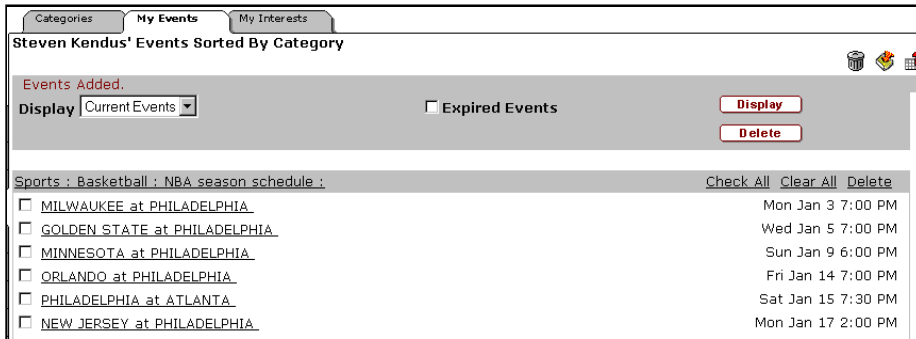 Categories My Events My Interests
Steven Kendus' Events Sorted By Category
Events Added.
Display Current Events Expired Events Display
Delete
Sports : Basketball : NBA season schedule : Check All Clear All Delete
MILWAUKEE at PHILADELPHIA Mon Jan 3 7:00 PM
GOLDEN STATE at PHILADELPHIA Wed Jan 5 7:00 PM
MINNESOTA at PHILADELPHIA Sun Jan 9 6:00 PM
ORLANDO at PHILADELPHIA Fri Jan 14 7:00 PM
PHILADELPHIA at ATLANTA Sat Jan 15 7:30 PM
NEW JERSEY at PHILADELPHIA Mon Jan 17 2:00 PM